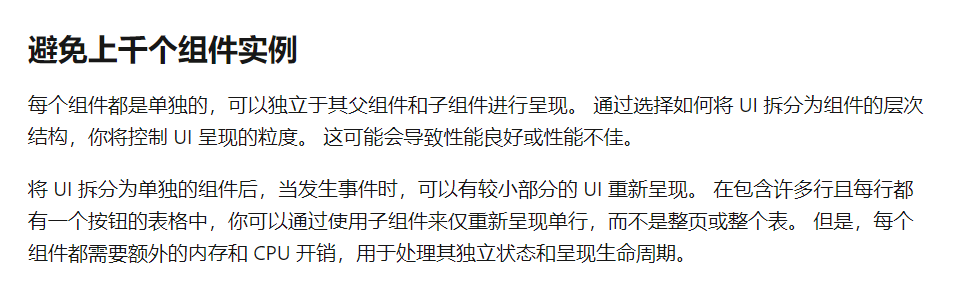 避免上千个组件实例
每个组件都是单独的，可以独立于其父组件和子组件进行呈现。 通过选择如何将 UI 拆分为组件的层次
结构，你将控制 UI 呈现的粒度。 这可能会导致性能良好或性能不佳。
将 UI 拆分为单独的组件后，当发生事件时，可以有较小部分的 UI 重新呈现。 在包含许多行且每行都
有一个按钮的表格中，你可以通过使用子组件来仅重新呈现单行，而不是整页或整个表。 但是，每个
组件都需要额外的内存和 CPU 开销，用于处理其独立状态和呈现生命周期。